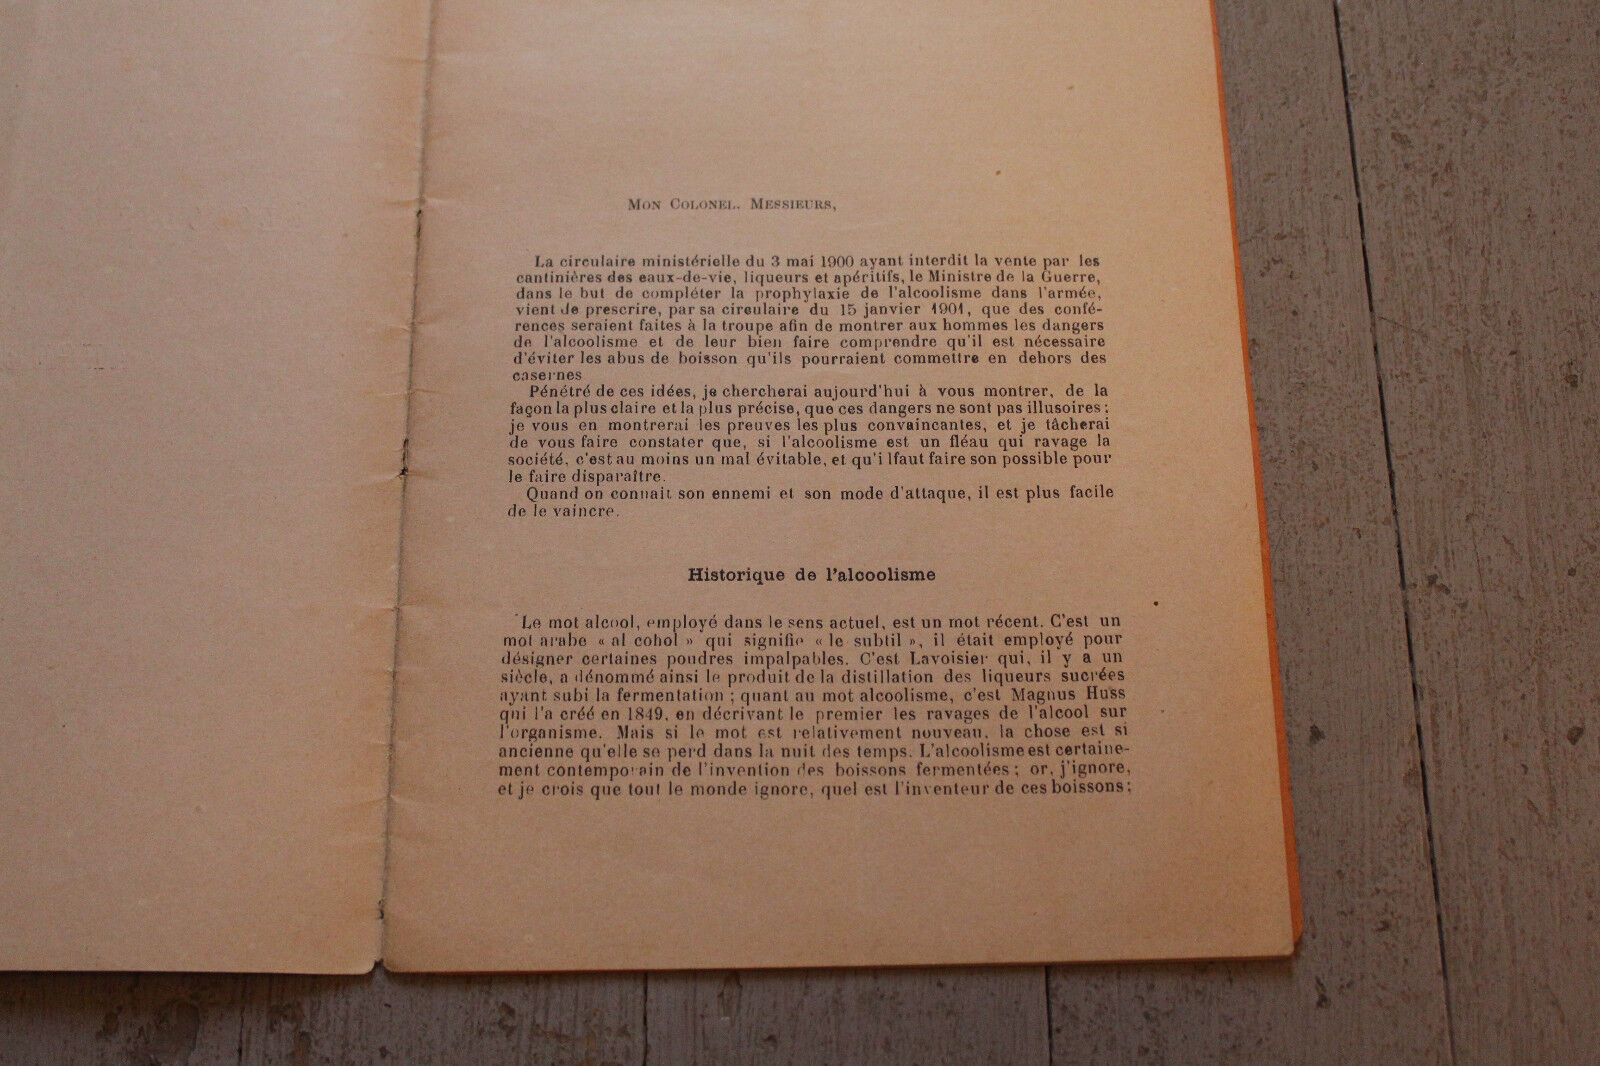 Mon Colonel. Messieurs,
La circulaire ministérielle du 3 mai 1900 ayant interdit la vente par les
cantinières des eaux-de-vie, liqueurs et apéritifs, le Ministre de la Guerre,
dans le but de compléter la prophylaxie de l'alcoolisme dans l'armée,
vient de prescrire, par sa circulaire du 15 janvier 1901, que des confé-
rences seraient faites à la troupe afin de montrer aux hommes les dangers
de l'alcoolisme et de leur bien faire comprendre qu'il est nécessaire
d'éviter les abus de boisson qu'ils pourraient commettre en dehors des
casernes
Pénétré de ces idées, je chercherai aujourd'hui à vous montrer, de la
façon la plus claire et la plus précise, que ces dangers ne sont pas illusoires ;
je vous en montrerai les preuves les plus convaincantes, et je tâcherai
de vous faire constater que, si l'alcoolisme est un fléau qui ravage la
société, c'est au moins un mal évitable, et qu'i lfaut faire son possible pour
le faire disparaître.
Quand on connait son ennemi et son mode d'attaque, il est plus facile
de le vaincre.
Historique de l'alcoolisme
Le mot alcool, employé dans le sens actuel, est un mot récent. C'est un
mot arabe « al cohol » qui signifie « le subtil », il était employé pour
désigner certaines poudres impalpables. C'est Lavoisier qui, il y a un
siècle, a dénommé ainsi le produit de la distillation des liqueurs sucrées
ayant subi la fermentation ; quant au mot alcoolisme, c'est Magnus Huss
qui l'a créé en 1849, en décrivant le premier les ravages de l'alcool sur
l'organisme. Mais si le mot est relativement nouveau, la chose est si
ancienne qu'elle se perd dans la nuit des temps. L'alcoolisme est certaine-
ment contemporain de l'invention des boissons fermentées ; or, j'ignore,
et je crois que tout le monde ignore, quel est l'inventeur de ces boissons ;